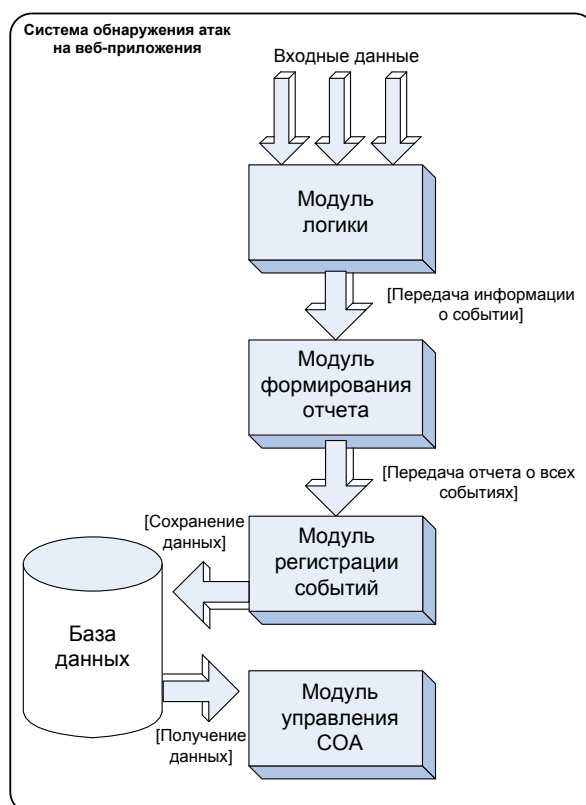 Система обнаружения атак
на веб-приложения
Входные данные
Модуль
логики
[Передача информации
о событии]
Модуль
формирования
отчета
[Передача отчета о всех
событиях]
[Сохранение
данных]
Модуль
регистрации
событий
База
данных
Модуль
управления
СОА
[Получение
данных]